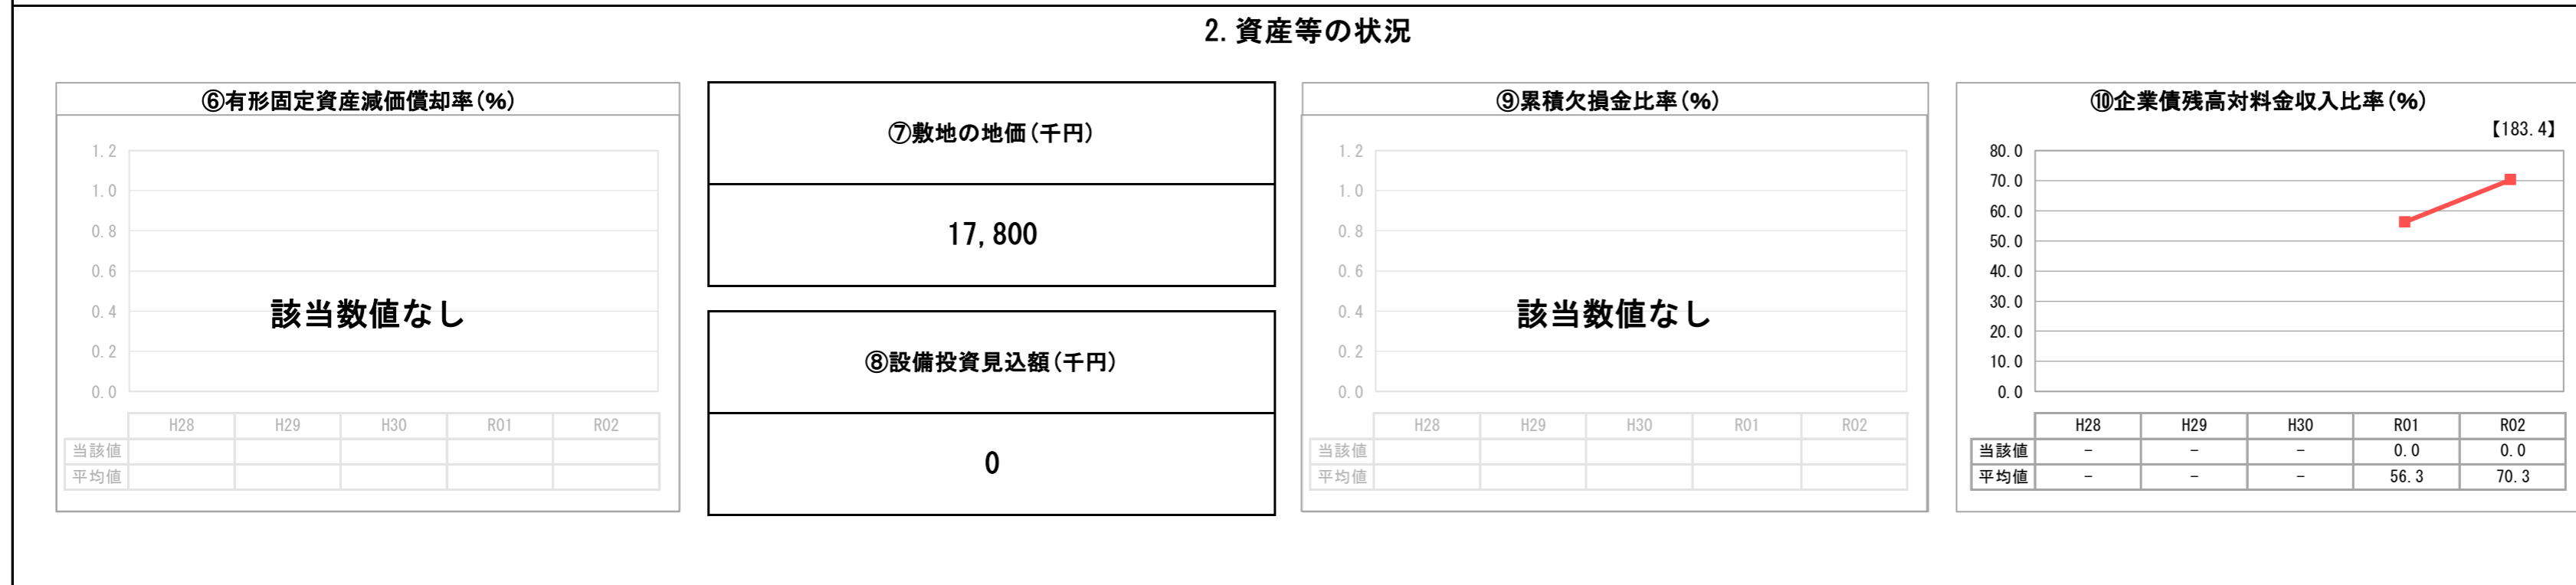 2.資産等の状況
⑥有形固定資産減価償却率(%)
1.2
1.0
0.8
0.6
0.4
0.2
0.0
該当数値なし
H28 H29 H30 R01 R02
当該値
平均値
⑦敷地の地価(千円)
17,800
⑧設備投資見込額(千円)
0
⑨累積欠損金比率(%)
1.2
1.0
0.8
0.6
0.4
0.2
0.0
該当数値なし
H28 H29 H30 R01 R02
当該値
平均値
⑩企業債残高対料金収入比率(%)
【183.4】
80.0
70.0
60.0
50.0
40.0
30.0
20.0
10.0
0.0
H28 H29 H30 R01 R02
当該値 - - - 0.0 0.0
平均値 - - - 56.3 70.3